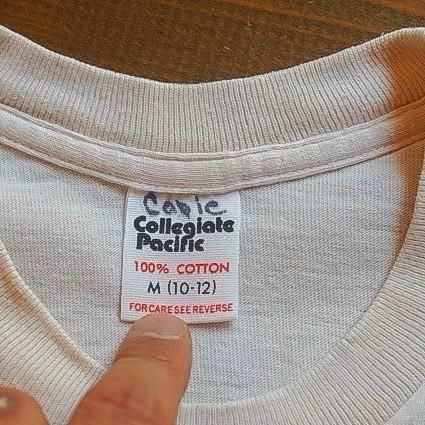 Collegiate
Pacific
100% COTTON
M (10-12)
FOR CARE SEE REVERSE